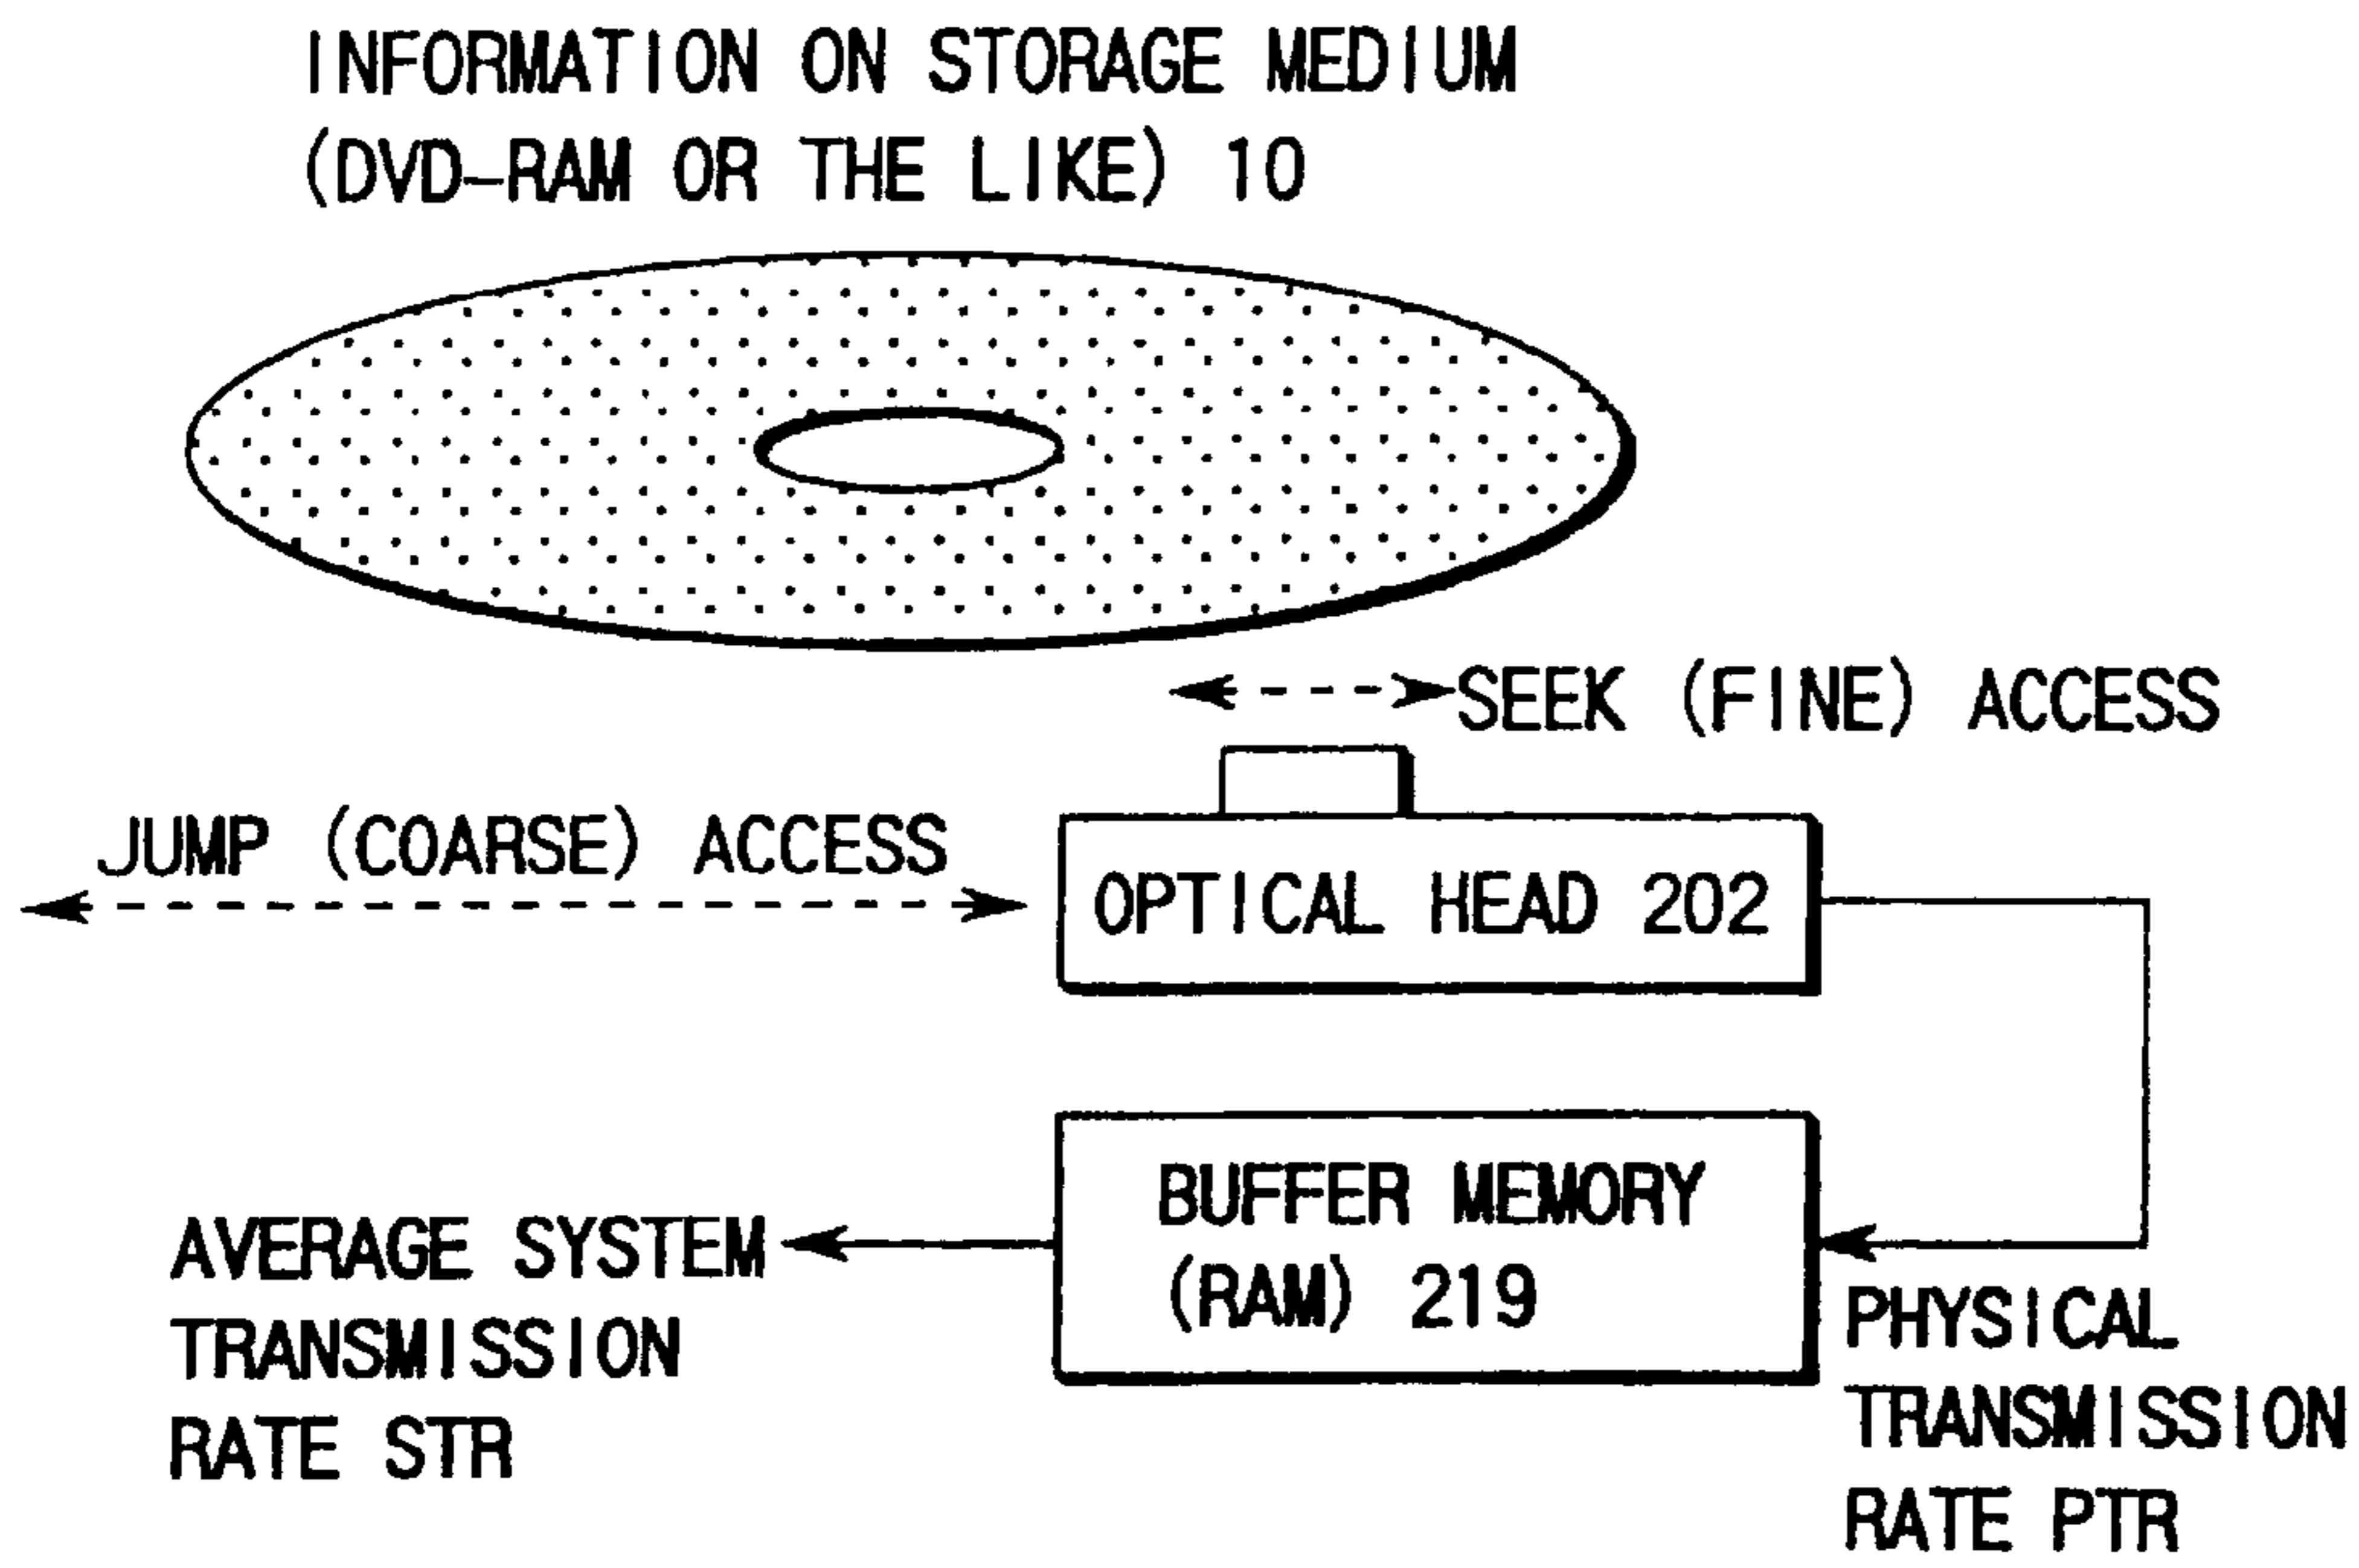 INFORMATION ON STORAGE MEDIUM
(DVD-RAM OR THE LIKE) 10
SEEK (FINE) ACCESS
JUMP (COARSE) ACCESS
OPTICAL HEAD 202
BUFFER MEMORY
(RAM) 219
AVERAGE SYSTEM
TRANSMISSION
RATE STR
PHYSICAL
TRANSMISSION
RATE PTR